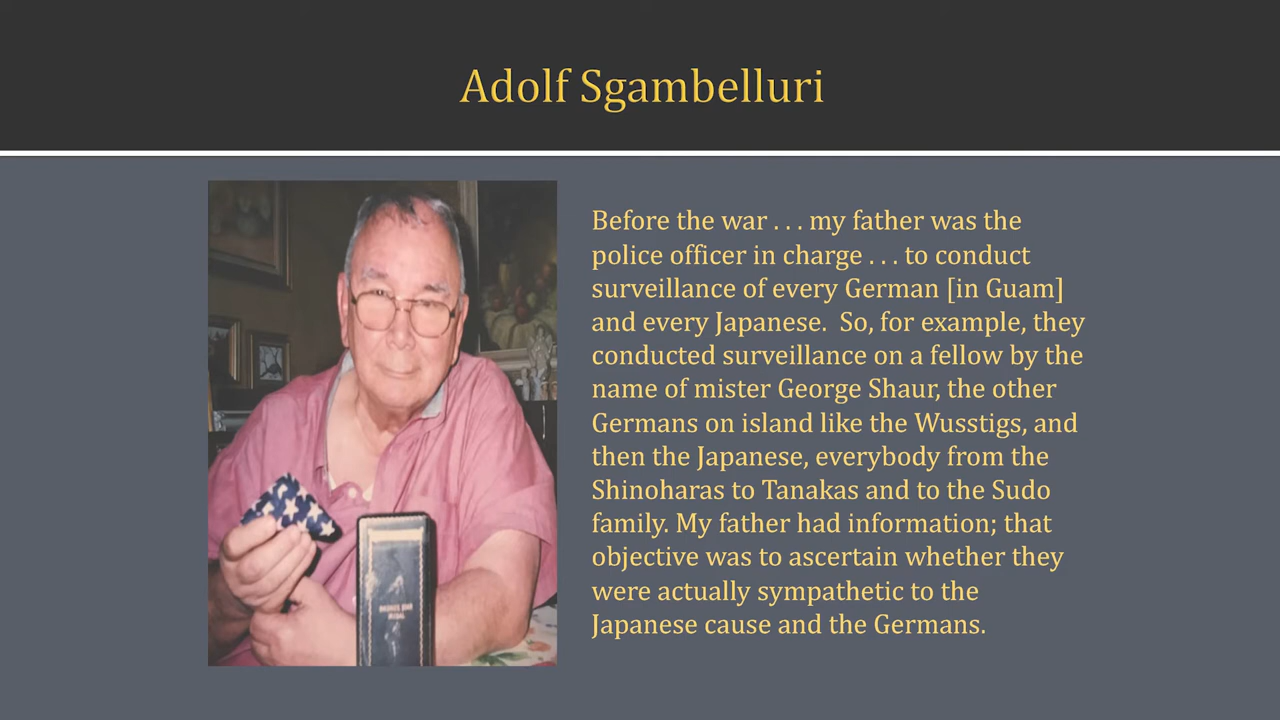 Adolf Sgambelluri
Before the war . . . my father was the
police officer in charge . . . to conduct
surveillance of every German [in Guam]
and every Japanese.  So, for example, they
conducted surveillance on a fellow by the
name of mister George Shaur, the other
Germans on island like the Wusstigs, and
then the Japanese, everybody from the
Shinoharas to Tanakas and to the Sudo
family. My father had information; that
objective was to ascertain whether they
were actually sympathetic to the
Japanese cause and the Germans.
BRONZE STAR
MEDAL